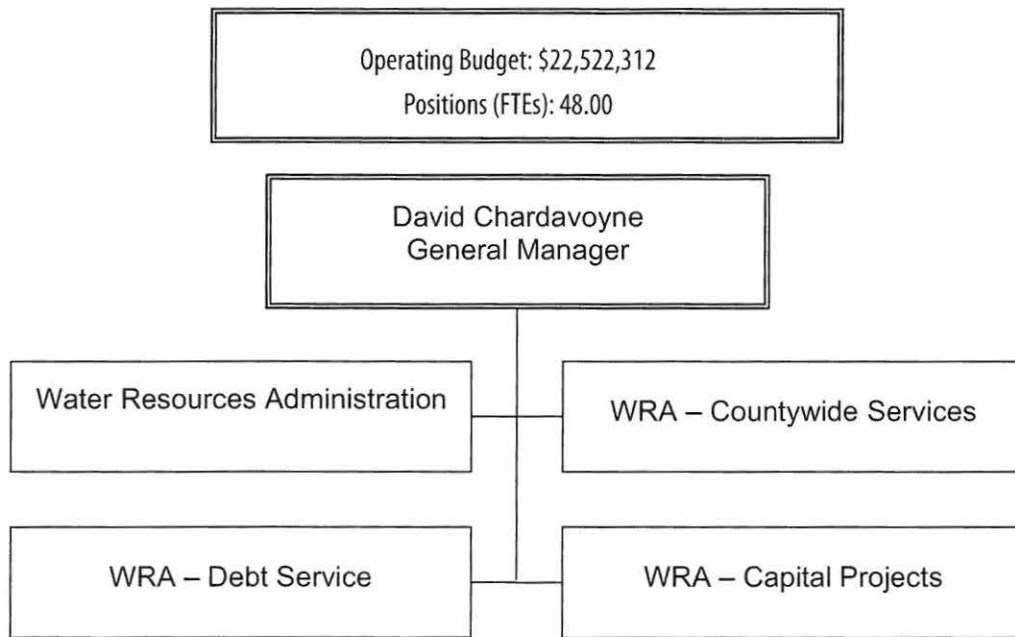 Operating Budget: $22,522,312
Positions (FTEs): 48.00
David Chardavoyne
General Manager
Water Resources Administration
WRA – Countywide Services
WRA – Debt Service
WRA – Capital Projects